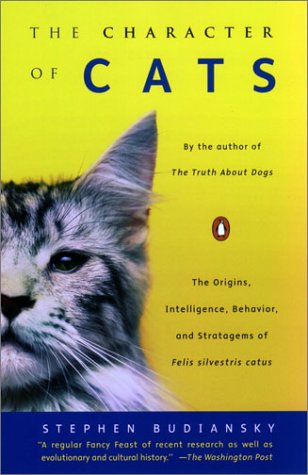 THE CHARACTER
OF CATS
By the author of
The Truth About Dogs
The Origins,
Intelligence, Behavior,
and Stratagems of
Felis silvestris catus
STEPHEN BUDIANSKY
"A regular Fancy Feast of recent research as well as
evolutionary and cultural history." —The Washington Post